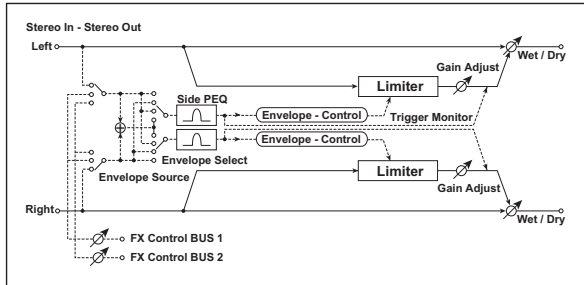 Stereo In - Stereo Out
Left
Wet / Dry
Gain Adjust
Limiter
Side PEQ
Trigger Monitor
Envelope - Control
Envelope - Control
Envelope Select
Envelope Source
Limiter
Gain Adjust
Right
Wet / Dry
FX Control BUS 1
FX Control BUS 2